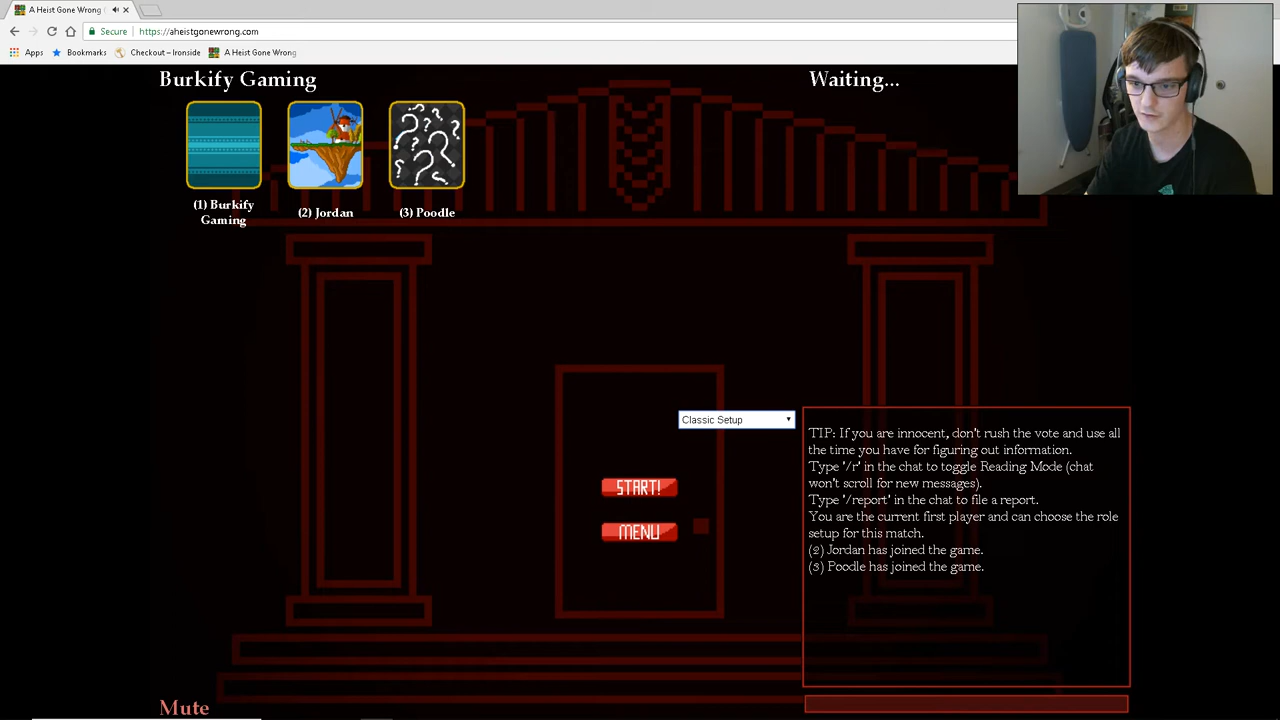 A Heist Gone Wrong
Secure
https://aheistgonewrong.com
Apps
Bookmarks
Checkout – Ironside
A Heist Gone Wrong
Burkify Gaming
Waiting...
(1) Burkify
Gaming
(2) Jordan
(3) Poodle
Classic Setup
START!
MENU
TIP: If you are innocent, don't rush the vote and use all
the time you have for figuring out information.
Type '/r' in the chat to toggle Reading Mode (chat
won't scroll for new messages).
Type '/report' in the chat to file a report.
You are the current first player and can choose the role
setup for this match.
(2) Jordan has joined the game.
(3) Poodle has joined the game.
Mute